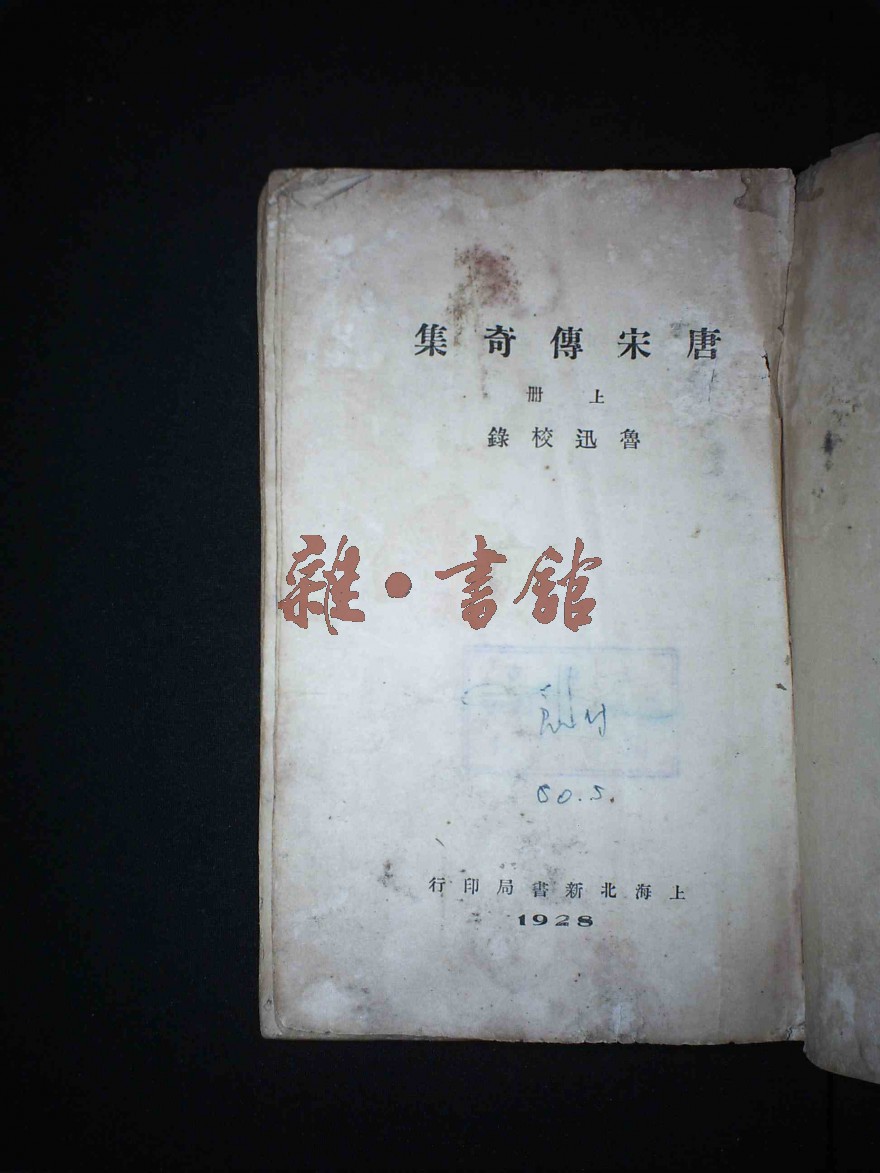 唐宋傳奇集
上冊
魯迅校錄
雜·書館
80.5.
上海北新書局印行
1928